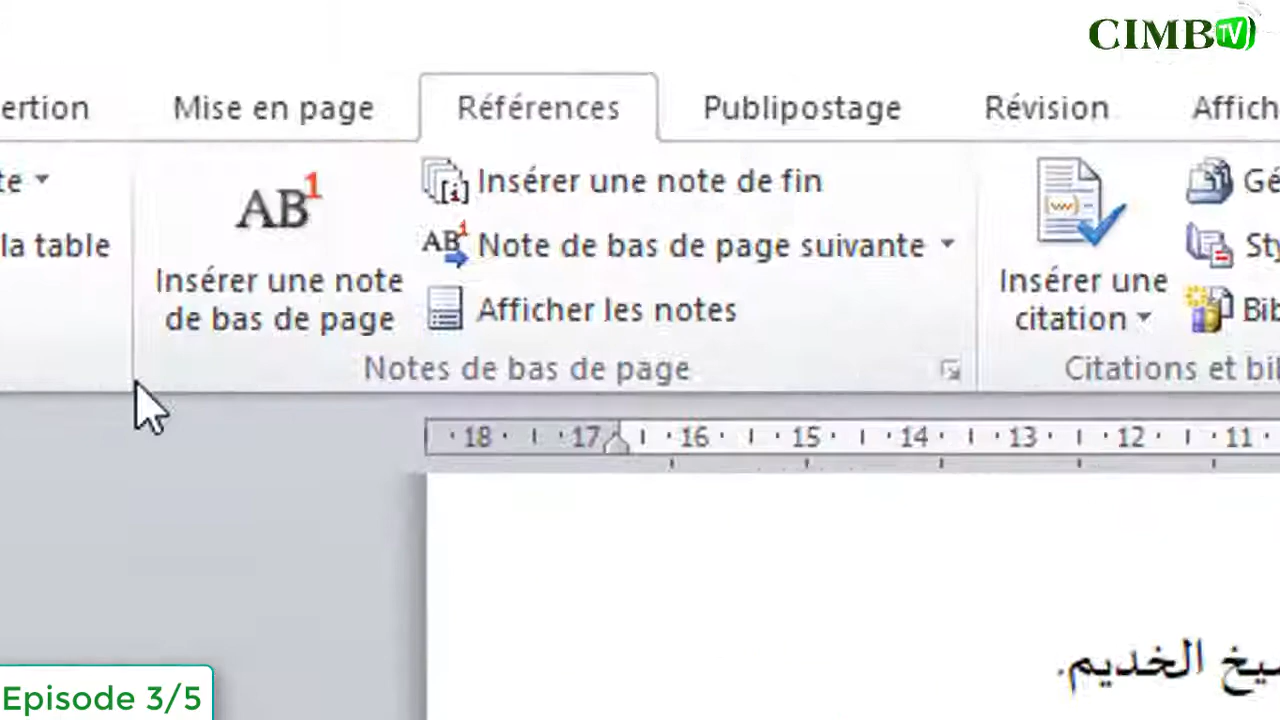 CIMB TV
ertion Mise en page Références Publipostage Révision Affich
te
la table
Insérer une note de bas de page
Insérer une note de fin
Note de bas de page suivante
Afficher les notes
Notes de bas de page
Insérer une citation
Gé
Sty
Bib
Citations et bib
18 17 16 15 14 13 12 11
يخ الخديم.
Episode 3/5